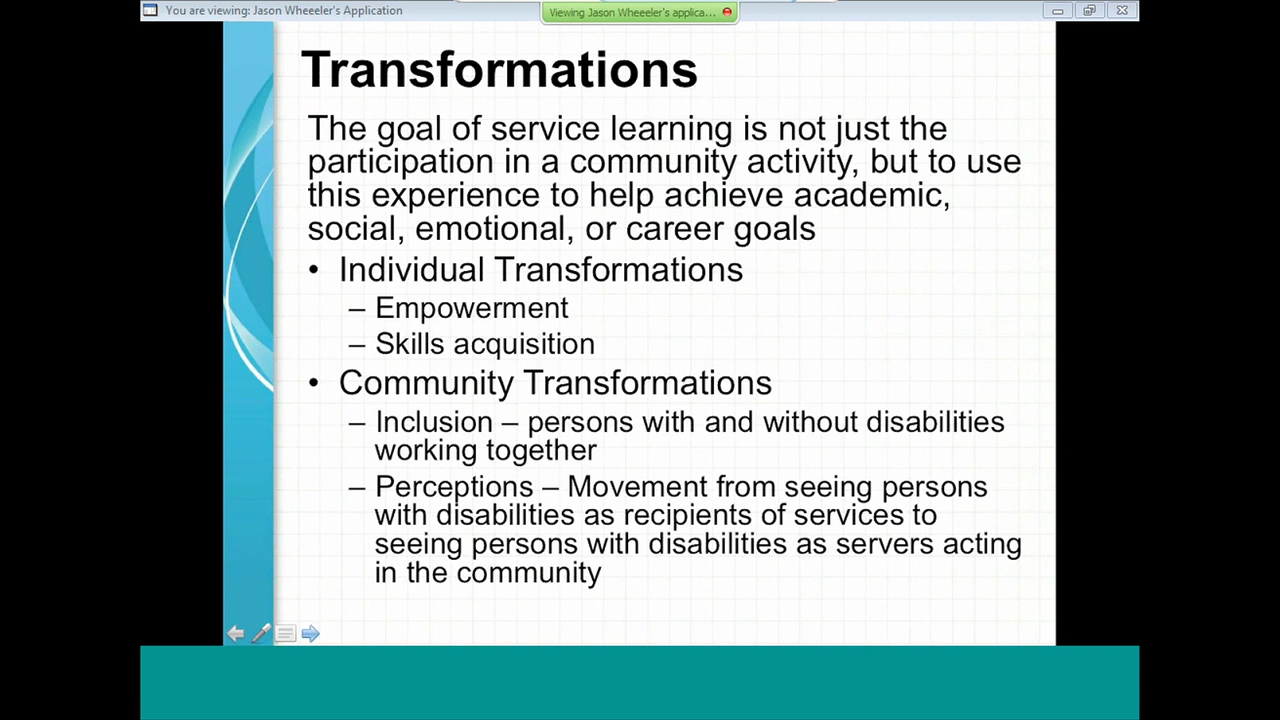 You are viewing: Jason Wheeeler's Application
Viewing Jason Wheeeler's applica...
Transformations
The goal of service learning is not just the
participation in a community activity, but to use
this experience to help achieve academic,
social, emotional, or career goals
• Individual Transformations
– Empowerment
– Skills acquisition
• Community Transformations
– Inclusion – persons with and without disabilities
working together
– Perceptions – Movement from seeing persons
with disabilities as recipients of services to
seeing persons with disabilities as servers acting
in the community